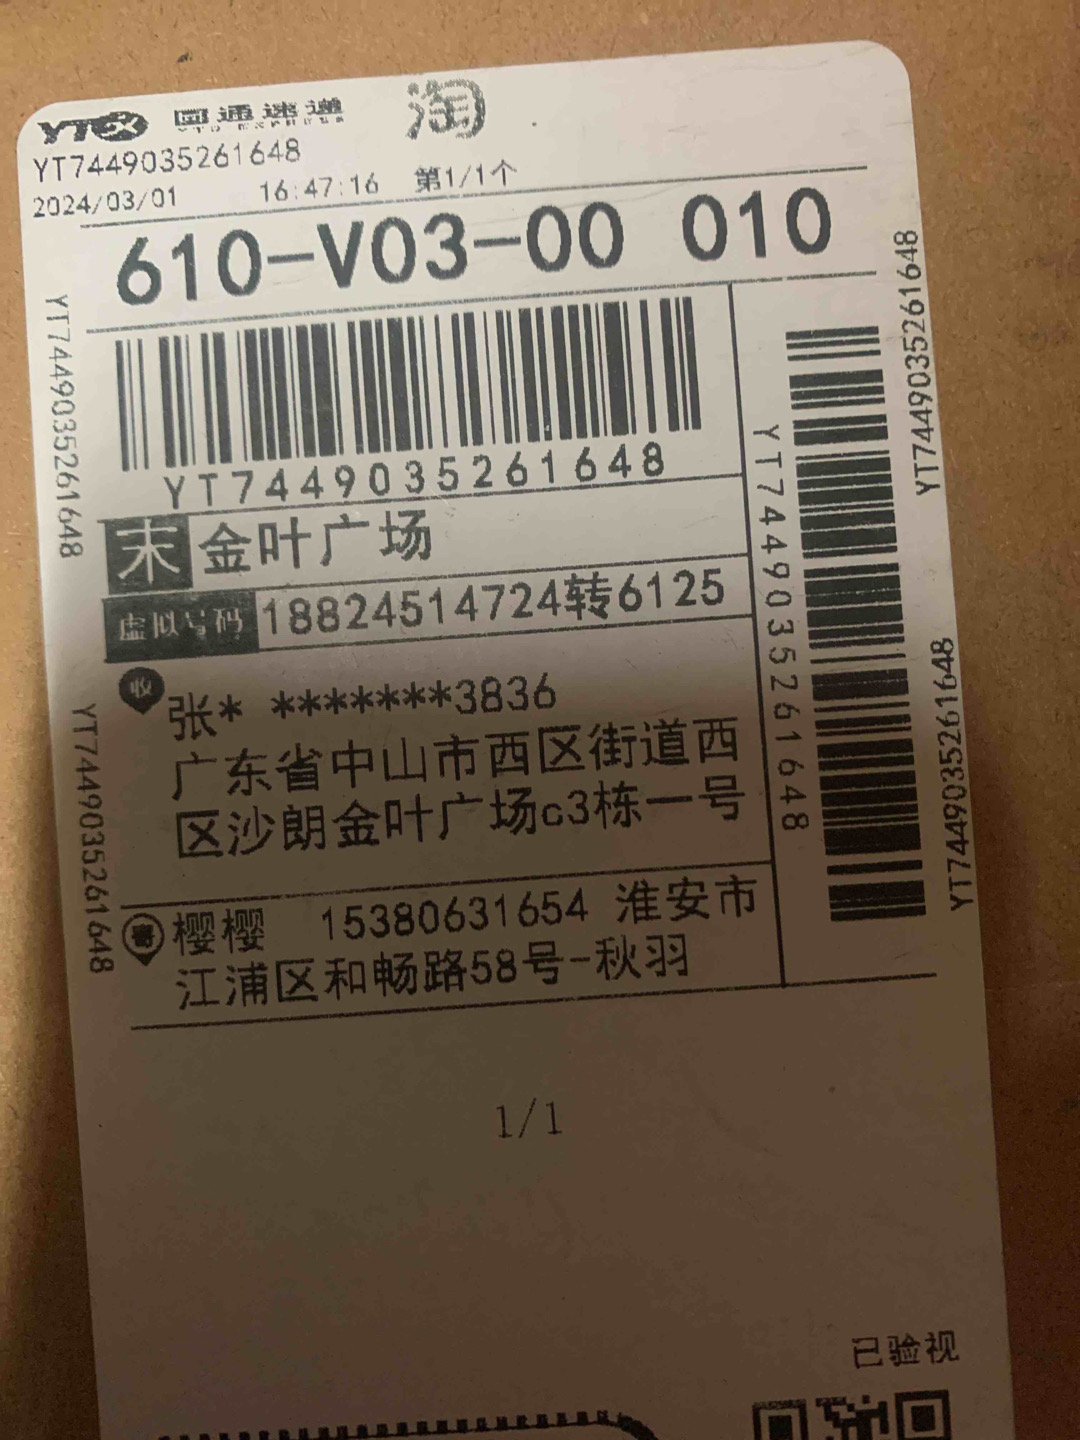 YTO 圆通速递 淘
YTO EXPRESS
YT7449035261648
2024/03/01 16:47:16 第1/1个
610-V03-00 010
YT7449035261648
末 金叶广场
虚拟号码 18824514724转6125
收 张* *******3836
广东省中山市西区街道西
区沙朗金叶广场c3栋一号
寄 樱樱 15380631654 淮安市
江浦区和畅路58号-秋羽
YT7449035261648
YT7449035261648
YT7449035261648
YT7449035261648
YT7449035261648
1/1
已验视